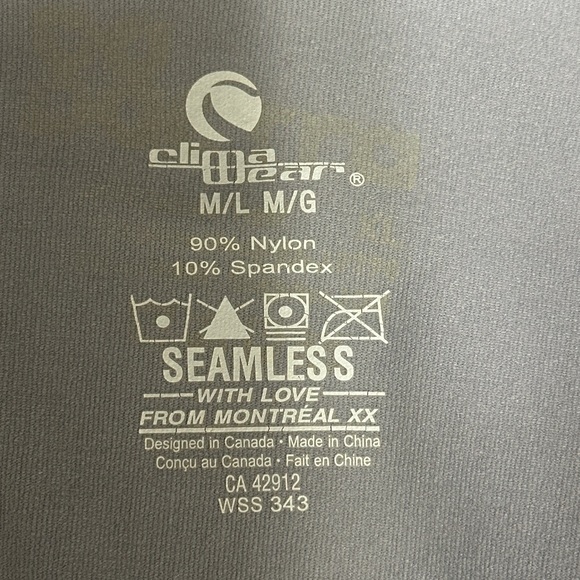 clima
wear ®
M/L M/G
90% Nylon
10% Spandex
SEAMLESS
WITH LOVE
FROM MONTRÉAL XX
Designed in Canada • Made in China
Conçu au Canada • Fait en Chine
CA 42912
WSS 343